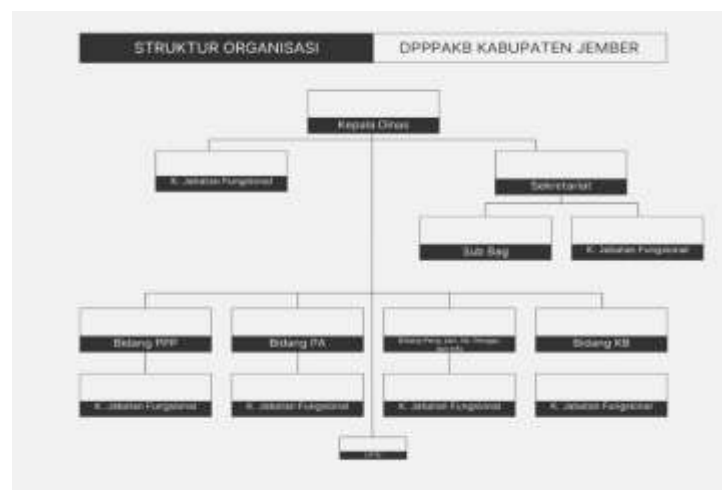 STRUKTUR ORGANISASI
DPPPAKB KABUPATEN JEMBER
Kepala Dinas
K. Jabatan Fungsional
Sekretariat
Sub Bag
K. Jabatan Fungsional
Bidang PPP
Bidang PA
Bidang
Bidang KB
K. Jabatan Fungsional
K. Jabatan Fungsional
K. Jabatan Fungsional
K. Jabatan Fungsional